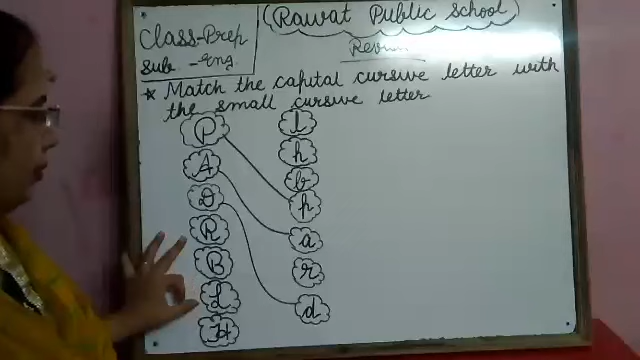 (Rawat Public School)
Class-Prep
Sub - Eng.
* Match the capital cursive letter with
the small cursive letter
P l
A h
D b
R p
B a
L r
H d